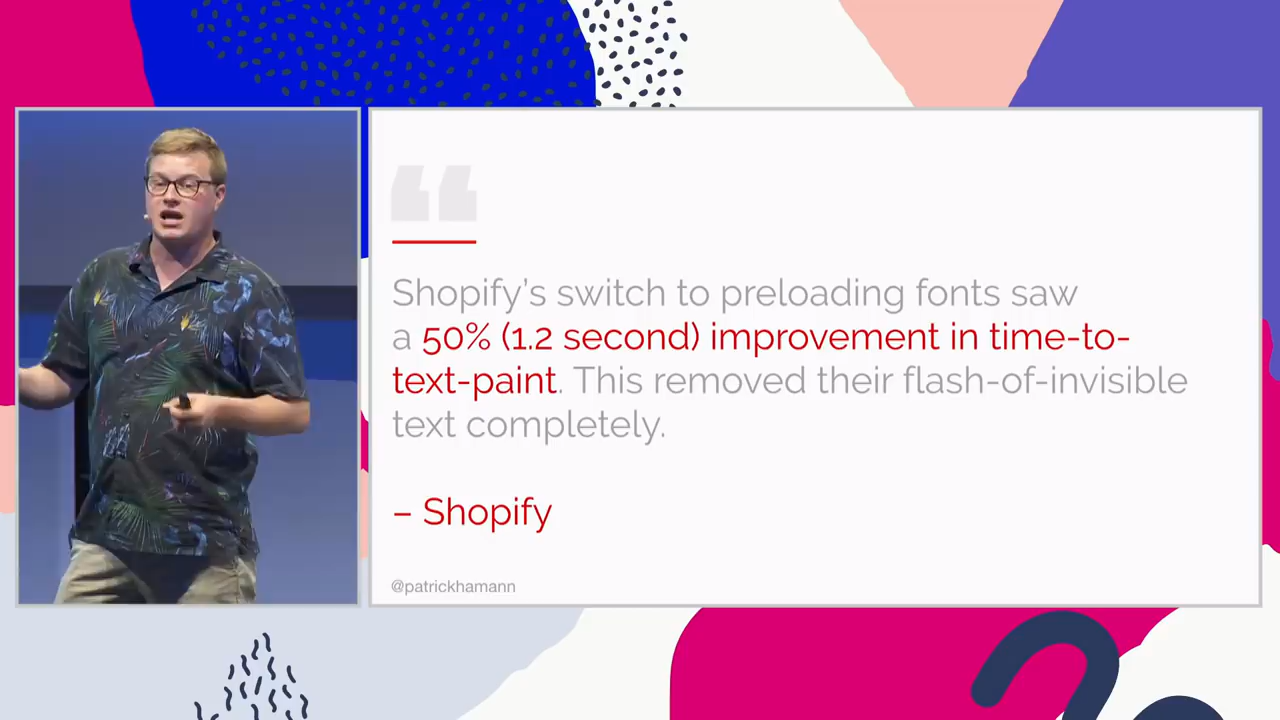 Shopify’s switch to preloading fonts saw
a 50% (1.2 second) improvement in time-to-
text-paint. This removed their flash-of-invisible
text completely.
– Shopify
@patrickhamann